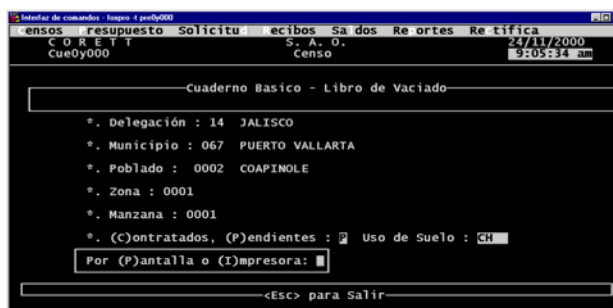 Interfaz de comandos - foxpro -t pre0y000
ensos resupuesto Solicitu ecibos Sa dos Re ortes Re tifica
C O R E T T S. A. O. 24/11/2000
Cue0y000 Censo 9:05:34 am
Cuaderno Basico - Libro de Vaciado
*. Delegación : 14 JALISCO
*. Municipio : 067 PUERTO VALLARTA
*. Poblado : 0002 COAPINOLE
*. Zona : 0001
*. Manzana : 0001
*. (C)ontratados, (P)endientes : P Uso de Suelo : CH
Por (P)antalla o (I)mpresora:
<Esc> para Salir